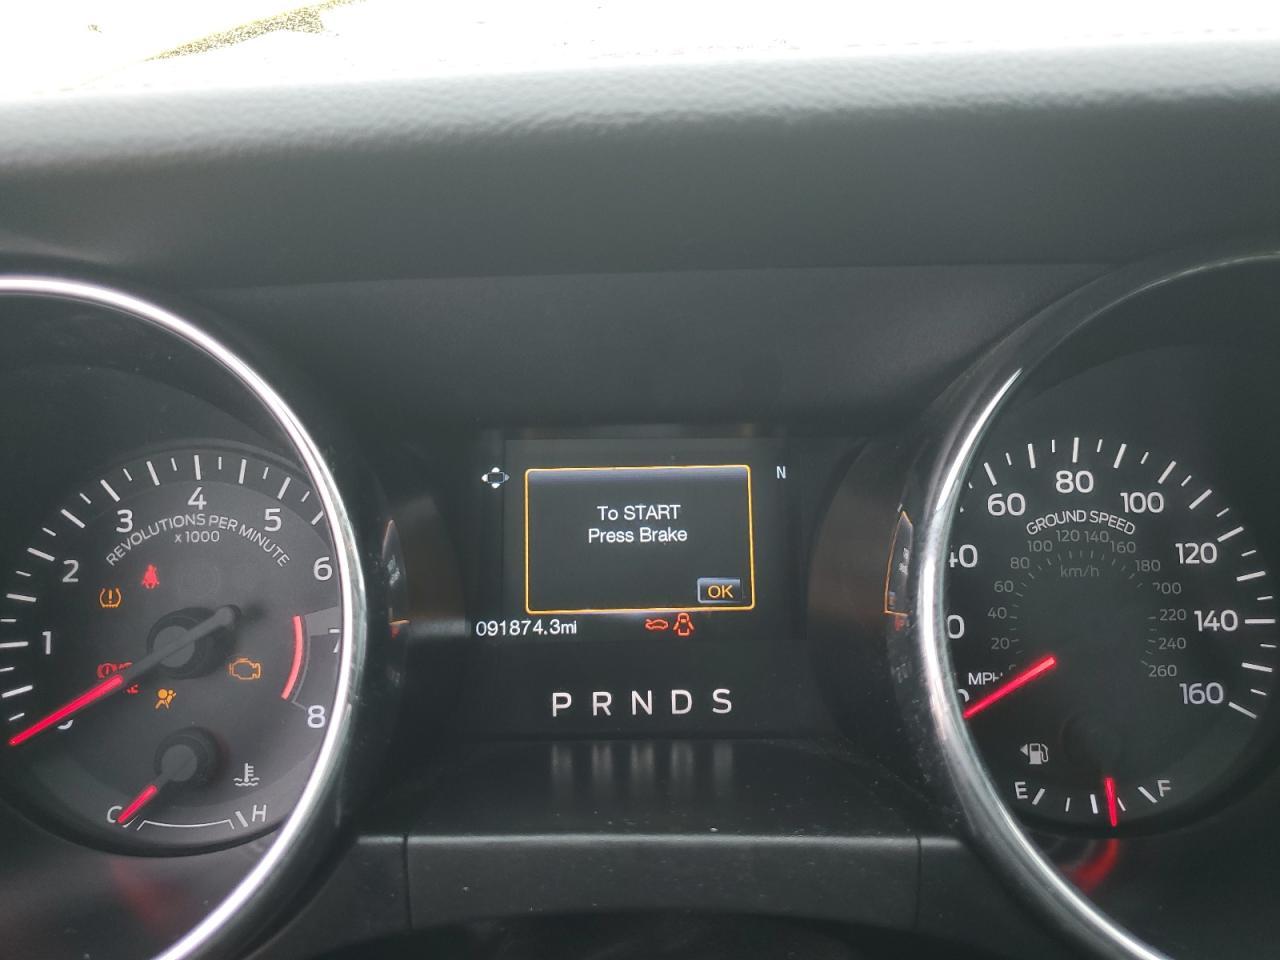 To START
Press Brake
OK
N
091874.3mi
P R N D S
1
2
3
4
5
6
7
8
REVOLUTIONS PER MINUTE
x 1000
C
H
60
80
100
120
140
160
GROUND SPEED
20
40
60
80
100
120
140
160
180
200
220
240
260
km/h
MPH
E
F